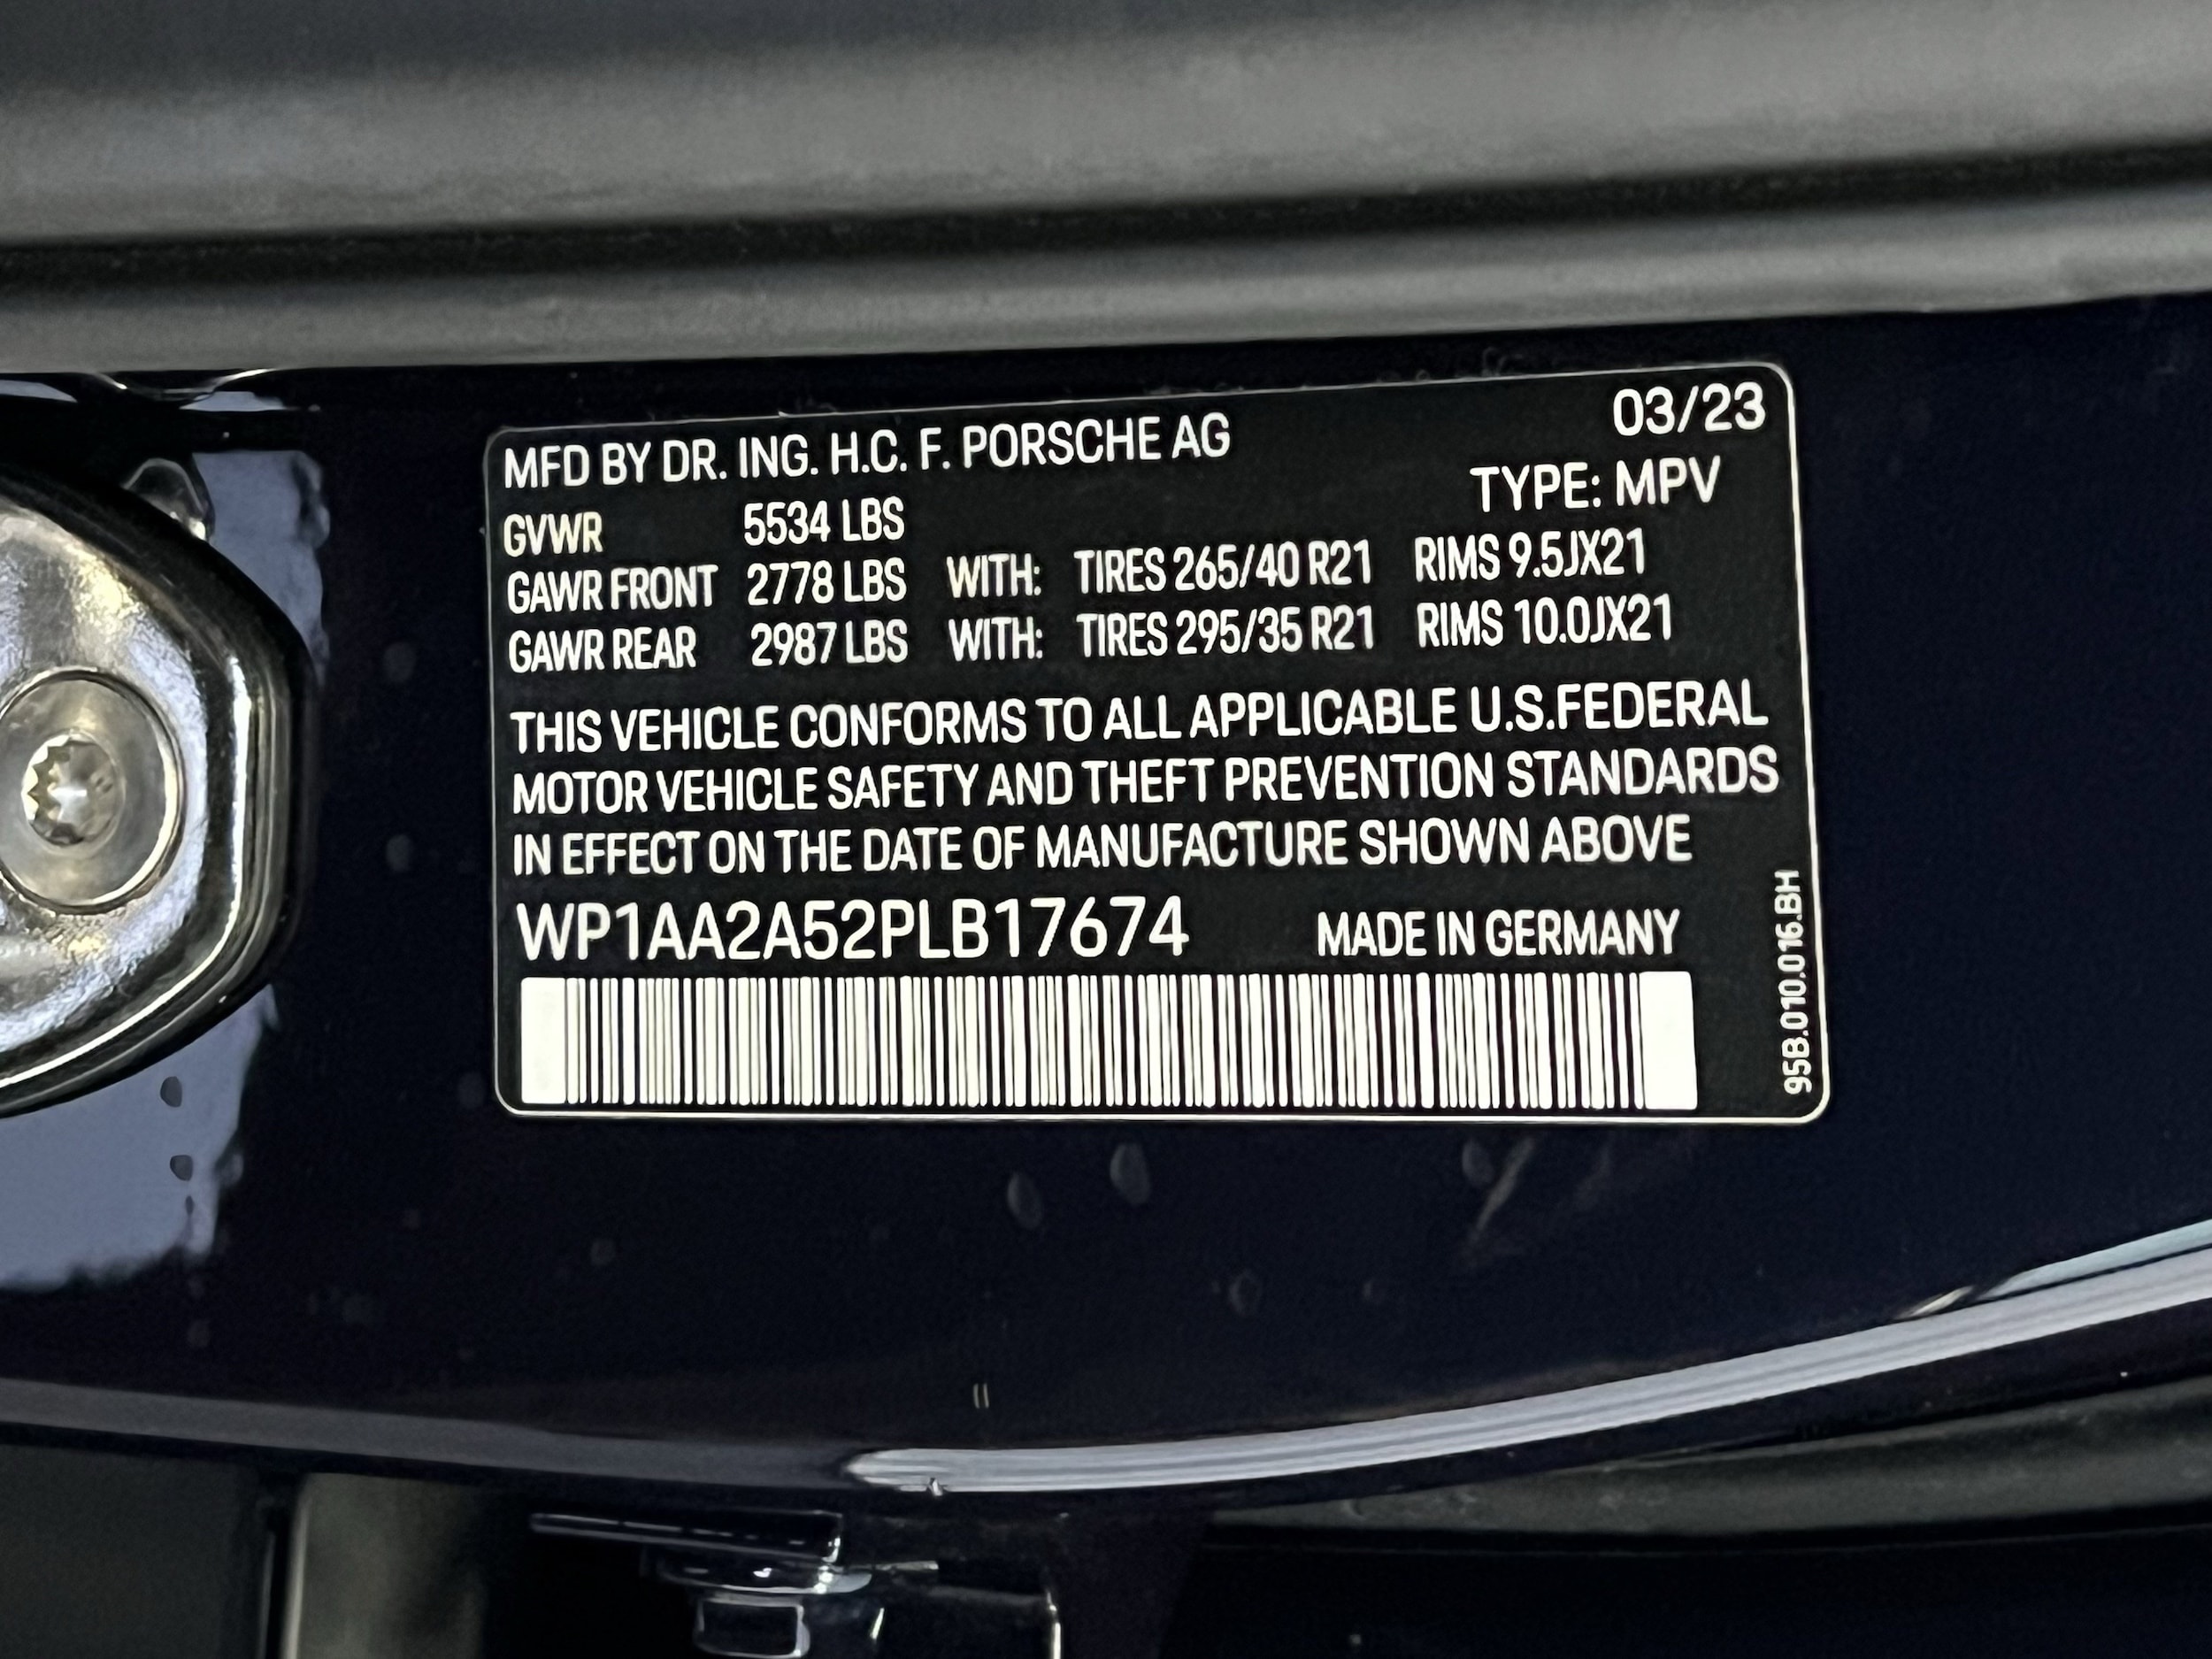 MFD BY DR. ING. H.C. F. PORSCHE AG 03/23
TYPE: MPV
GVWR 5534 LBS
GAWR FRONT 2778 LBS WITH: TIRES 265/40 R21 RIMS 9.5JX21
GAWR REAR 2987 LBS WITH: TIRES 295/35 R21 RIMS 10.0JX21
THIS VEHICLE CONFORMS TO ALL APPLICABLE U.S.FEDERAL
MOTOR VEHICLE SAFETY AND THEFT PREVENTION STANDARDS
IN EFFECT ON THE DATE OF MANUFACTURE SHOWN ABOVE
WP1AA2A52PLB17674 MADE IN GERMANY
95B.010.016.BH